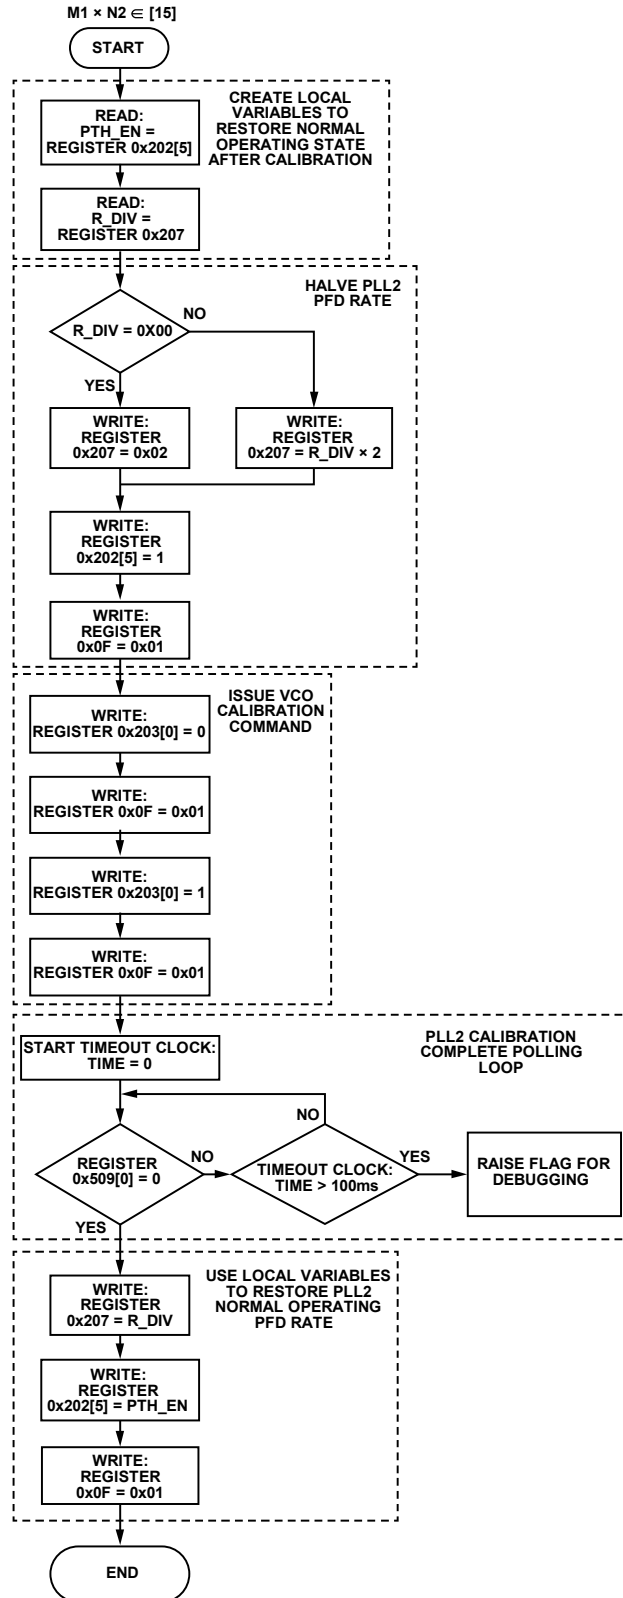 M1 × N2 ∈ [15]
START
READ:
PTH_EN =
REGISTER 0x202[5]
CREATE LOCAL
VARIABLES TO
RESTORE NORMAL
OPERATING STATE
AFTER CALIBRATION
READ:
R_DIV =
REGISTER 0x207
HALVE PLL2
PFD RATE
R_DIV = 0X00
NO
YES
WRITE:
REGISTER
0x207 = 0x02
WRITE:
REGISTER
0x207 = R_DIV × 2
WRITE:
REGISTER
0x202[5] = 1
WRITE:
REGISTER
0x0F = 0x01
ISSUE VCO
CALIBRATION
COMMAND
WRITE:
REGISTER 0x203[0] = 0
WRITE:
REGISTER 0x0F = 0x01
WRITE:
REGISTER 0x203[0] = 1
WRITE:
REGISTER 0x0F = 0x01
PLL2 CALIBRATION
COMPLETE POLLING
LOOP
START TIMEOUT CLOCK:
TIME = 0
NO
REGISTER
0x509[0] = 0
NO
TIMEOUT CLOCK:
TIME > 100ms
YES
RAISE FLAG FOR
DEBUGGING
YES
USE LOCAL VARIABLES
TO RESTORE PLL2
NORMAL OPERATING
PFD RATE
WRITE:
REGISTER
0x207 = R_DIV
WRITE:
REGISTER
0x202[5] = PTH_EN
WRITE:
REGISTER
0x0F = 0x01
END